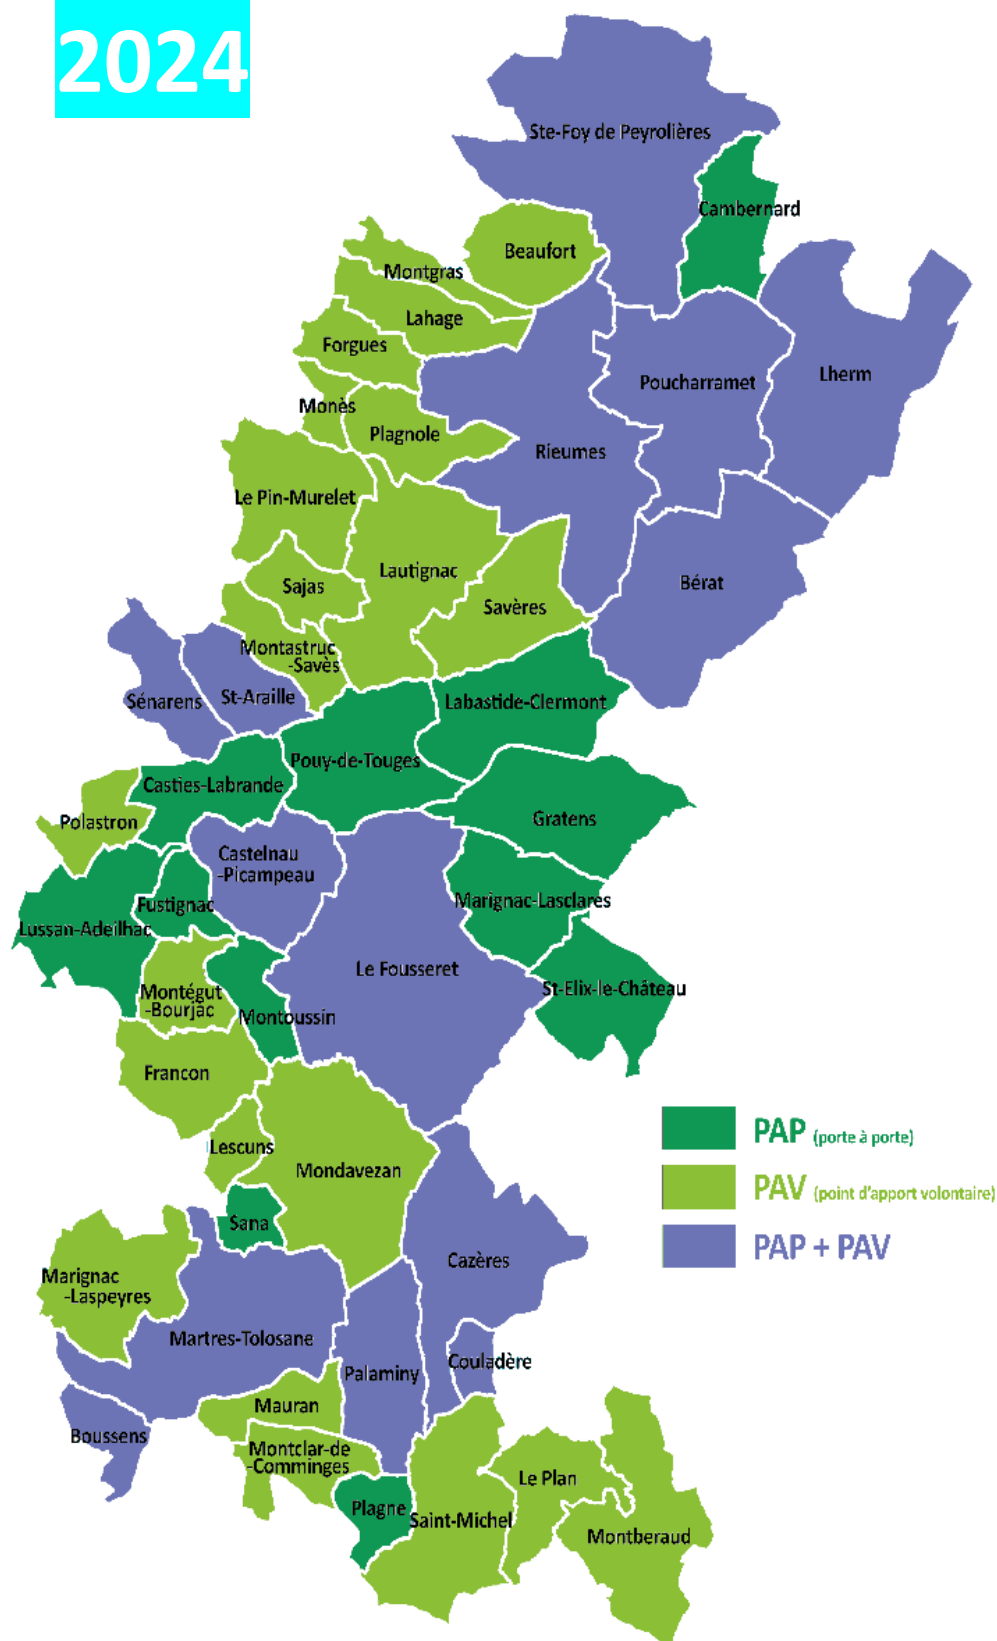 2024
Ste-Foy de Peyrolières
Cambernard
Beaufort
Montgras
Lahage
Forgues
Poucharramet
Lherm
Monès
Plagnole
Rieumes
Le Pin-Murelet
Lautignac
Sajas
Savères
Bérat
Montastruc
-Savès
Sénarens
St-Araille
Labastide-Clermont
Pouy-de-Touges
Casties-Labrande
Polastron
Gratens
Castelnau
-Picampeau
Fustignac
Marignac-Lasclares
Lussan-Adeilhac
Le Fousseret
St-Elix-le-Château
Montégut
-Bourjac
Montoussin
Francon
Lescuns
Mondavezan
PAP (porte à porte)
PAV (point d'apport volontaire)
PAP + PAV
Sana
Cazères
Marignac
-Laspeyres
Martres-Tolosane
Palaminy
Couladère
Mauran
Boussens
Montclar-de
-Comminges
Le Plan
Plagne
Saint-Michel
Montberaud